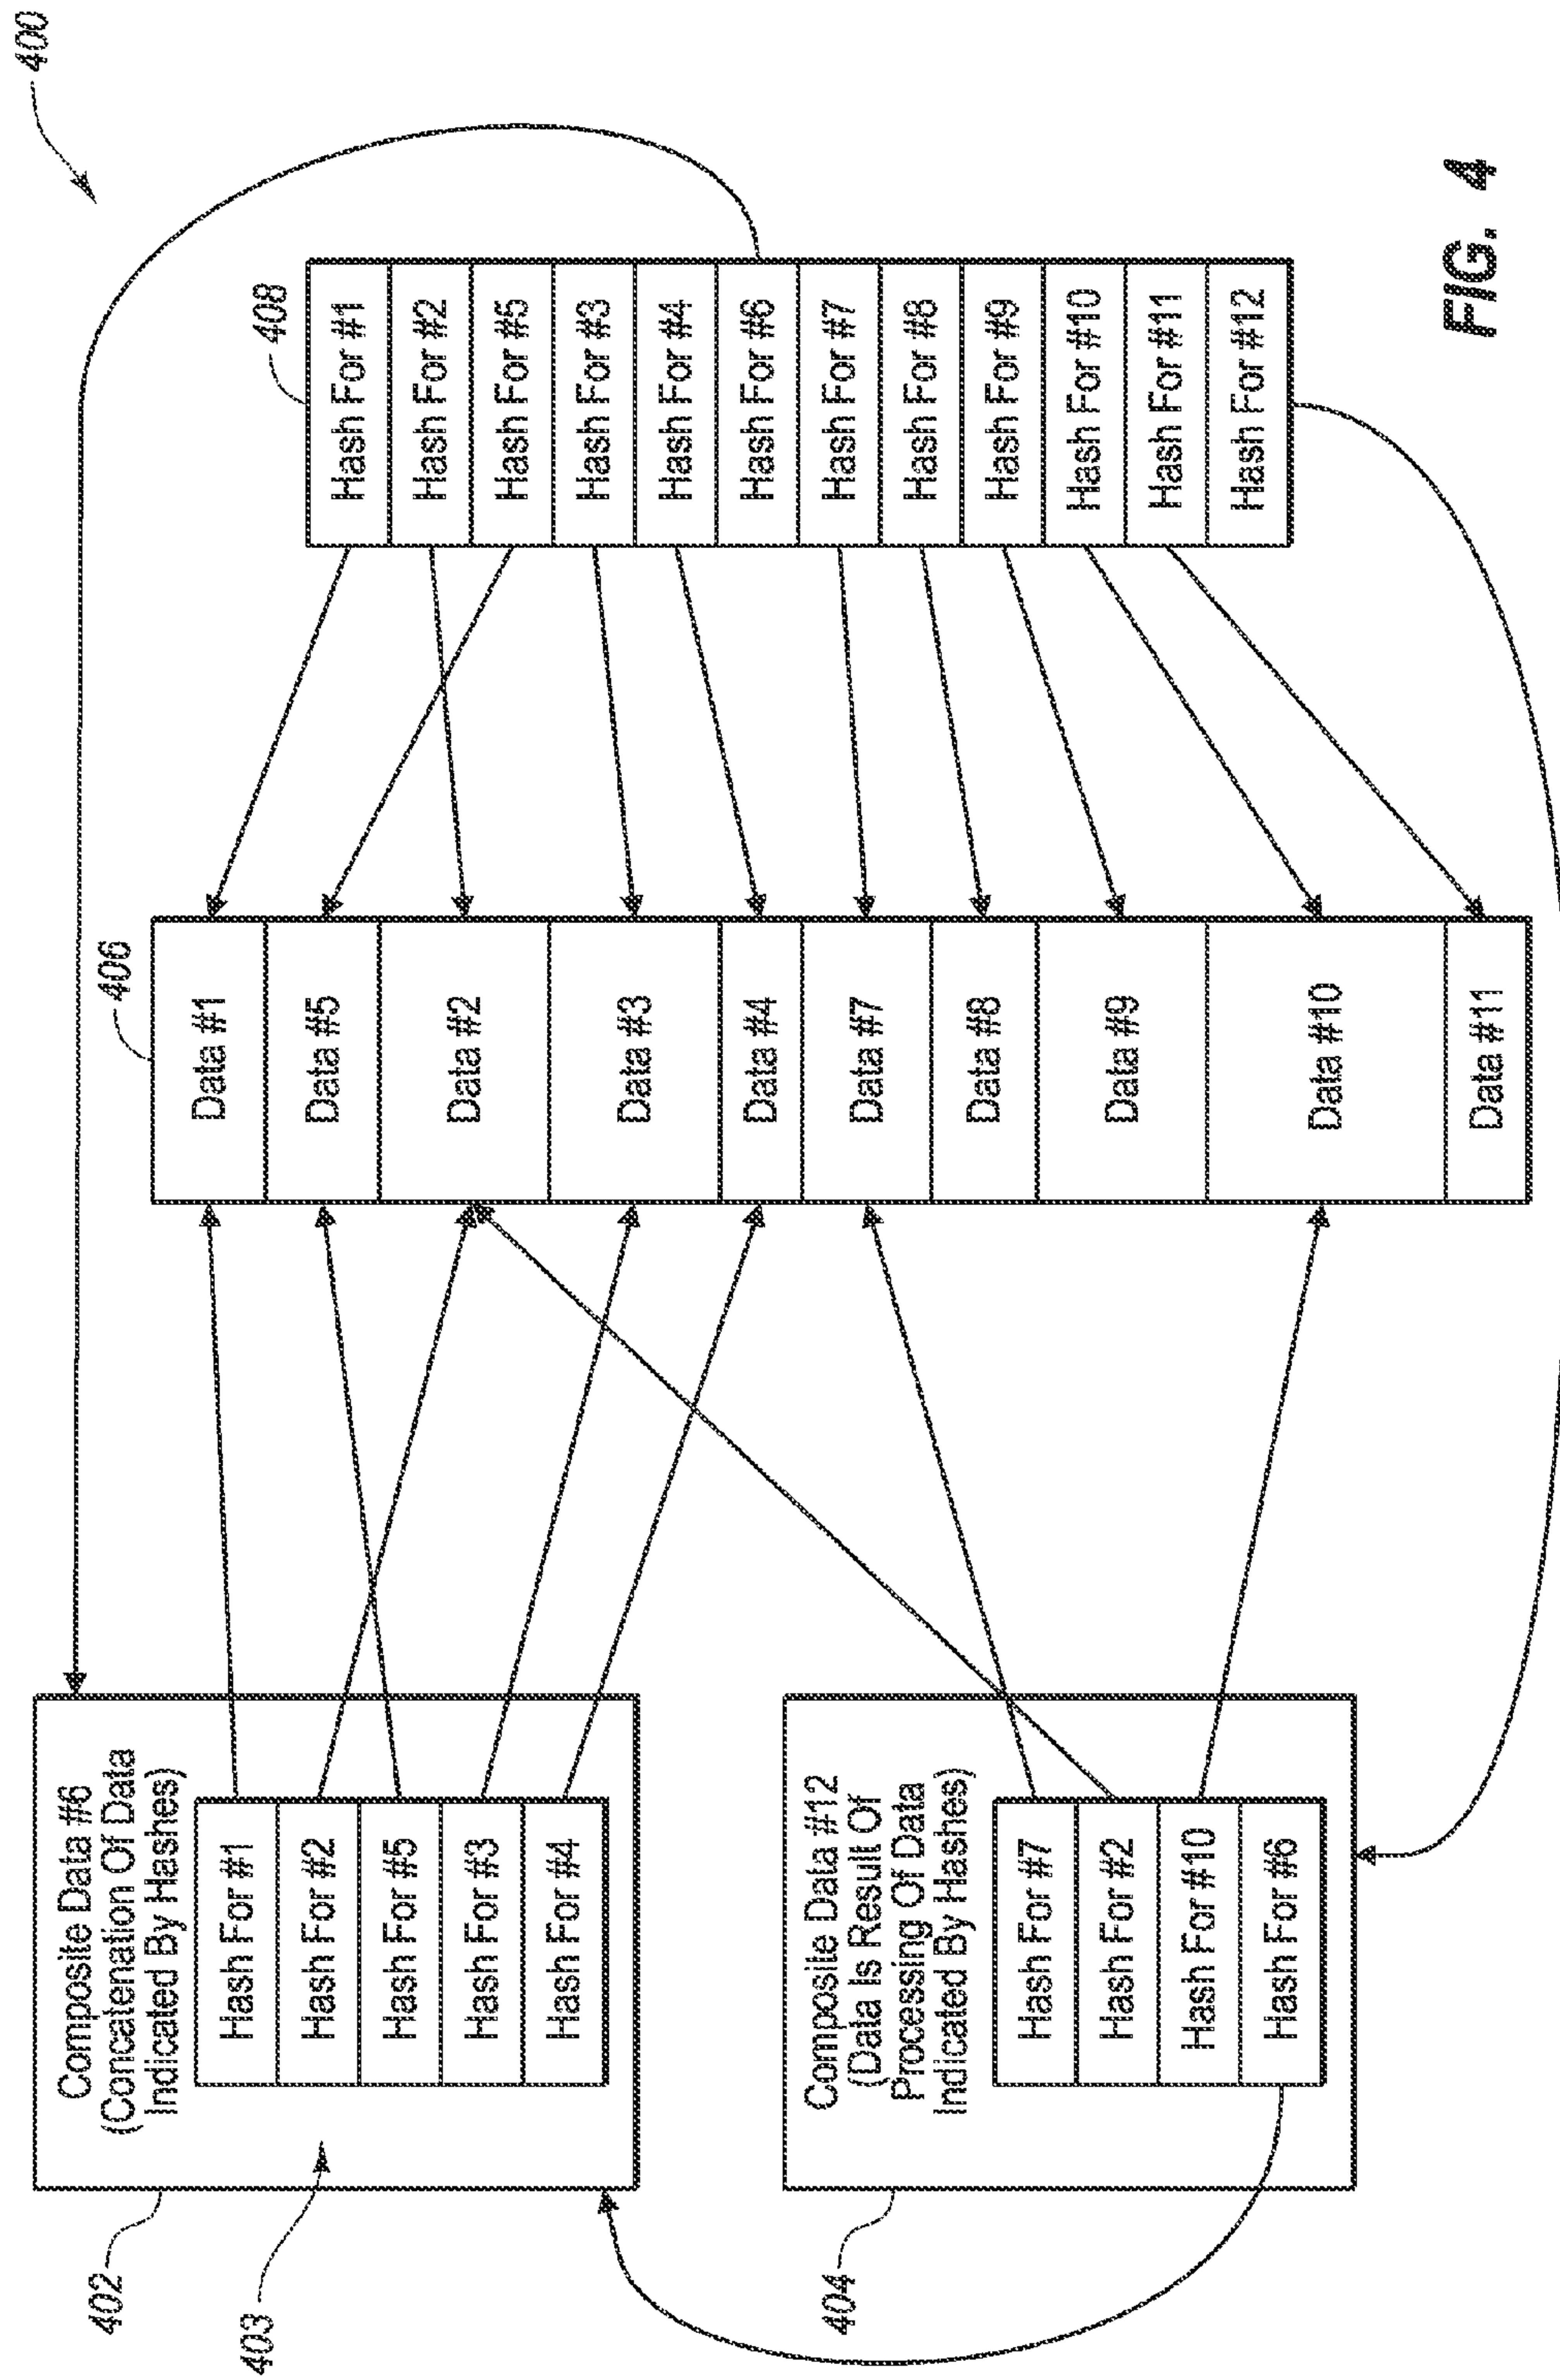 400
402
Composite Data #6
(Concatenation Of Data
Indicated By Hashes)
Hash For #1
Hash For #2
Hash For #5
Hash For #3
Hash For #4
403
404
Composite Data #12
(Data Is Result Of
Processing Of Data
Indicated By Hashes)
Hash For #7
Hash For #2
Hash For #10
Hash For #6
406
Data #1
Data #5
Data #2
Data #3
Data #4
Data #7
Data #8
Data #9
Data #10
Data #11
408
Hash For #1
Hash For #2
Hash For #5
Hash For #3
Hash For #4
Hash For #6
Hash For #7
Hash For #8
Hash For #9
Hash For #10
Hash For #11
Hash For #12
FIG. 4